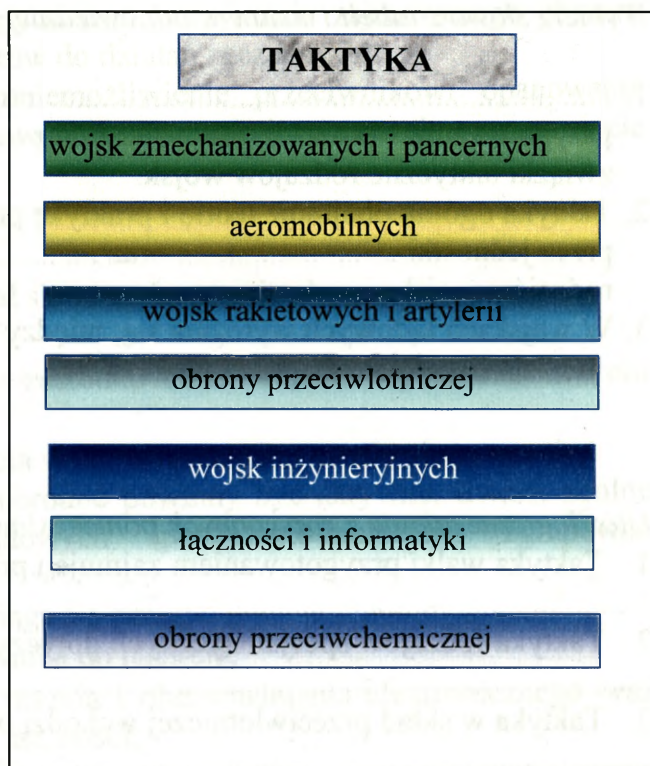 TAKTYKA
wojsk zmechanizowanych i pancernych
aeromobilnych
wojsk rakietowych i artylerii
obrony przeciwlotniczej
wojsk inżynieryjnych
łączności i informatyki
obrony przeciwchemicznej